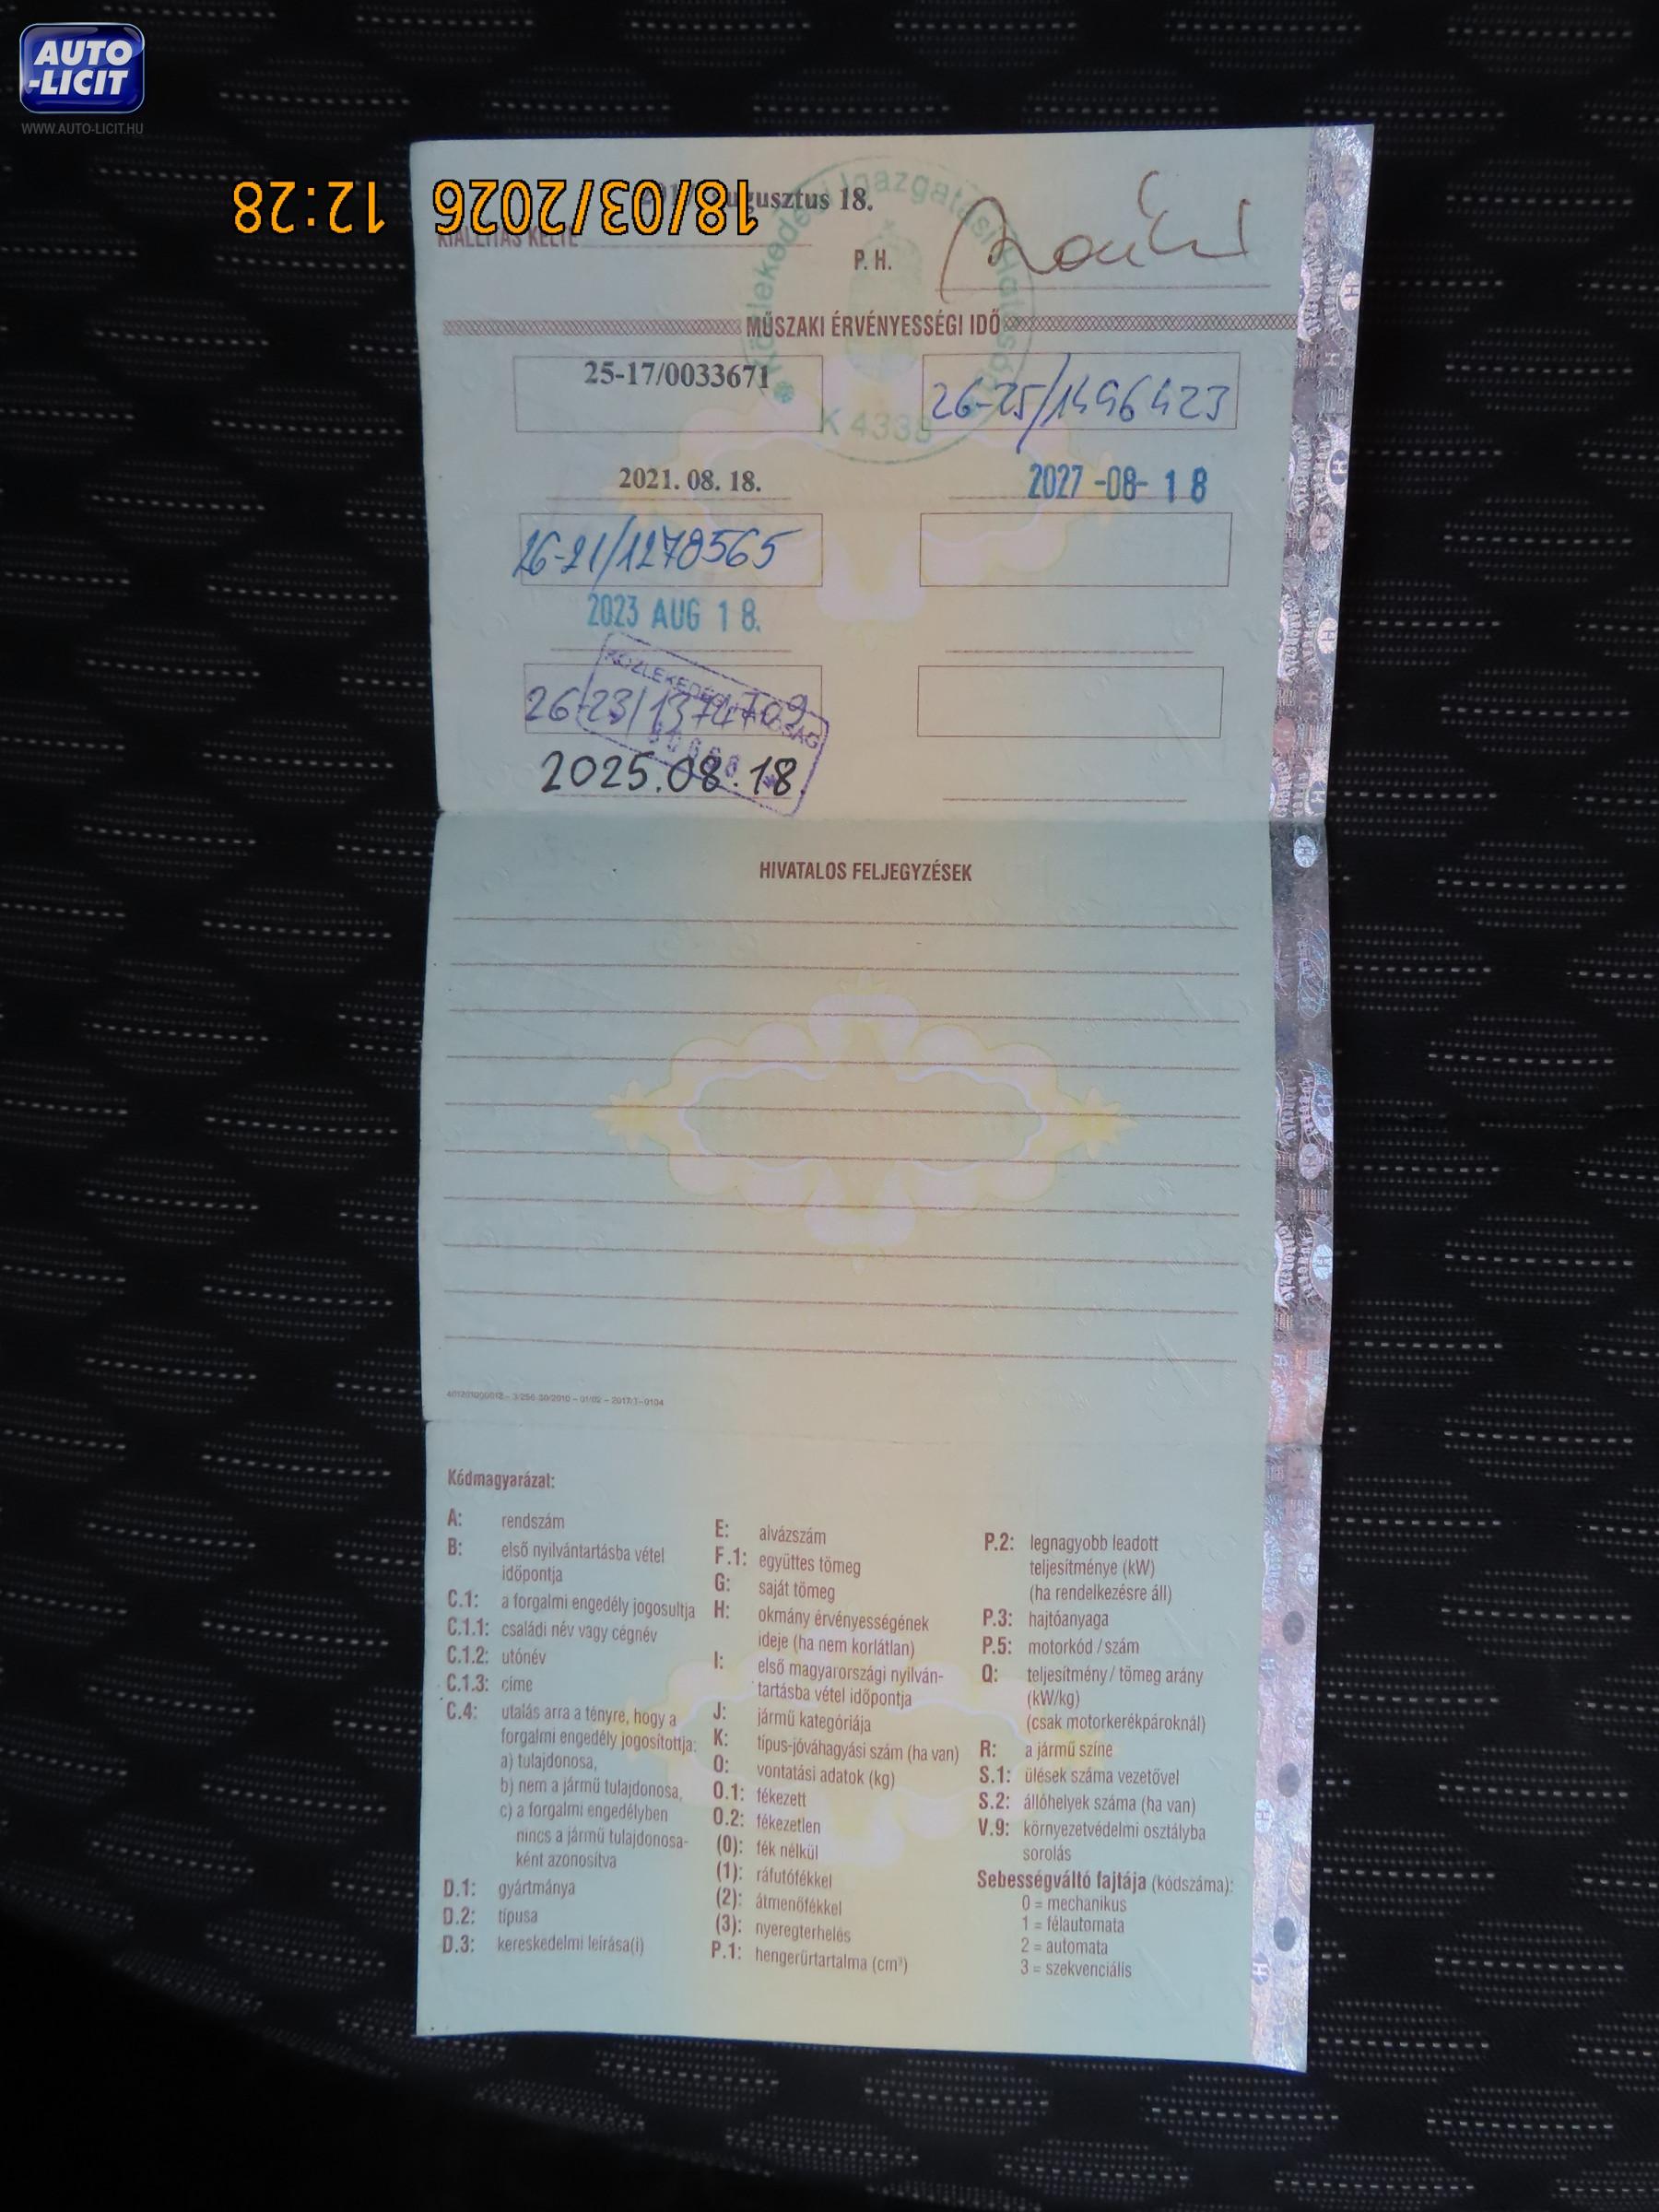 AUTO
-LICIT
WWW.AUTO-LICIT.HU
18/03/2026 12:28
augusztus 18.
KIÁLLÍTÁS KELTE
P. H.
Közlekedési Igazgatási
K 4338
MŰSZAKI ÉRVÉNYESSÉGI IDŐ
25-17/0033671
26-25/1496423
2021. 08. 18.
2027 -08- 18
26-21/1278565
2023 AUG 18.
26-23/1374709
2025.08.18.
HIVATALOS FELJEGYZÉSEK
Kódmagyarázat:
A: rendszám
B: első nyilvántartásba vétel
időpontja
C.1: a forgalmi engedély jogosultja
C.1.1: családi név vagy cégnév
C.1.2: utónév
C.1.3: címe
C.4: utalás arra a tényre, hogy a
forgalmi engedély jogosítottja:
a) tulajdonosa,
b) nem a jármű tulajdonosa,
c) a forgalmi engedélyben
nincs a jármű tulajdonosa-
ként azonosítva
D.1: gyártmánya
D.2: típusa
D.3: kereskedelmi leírása(i)
E: alvázszám
F.1: együttes tömeg
G: saját tömeg
H: okmány érvényességének
ideje (ha nem korlátlan)
I: első magyarországi nyilván-
tartásba vétel időpontja
J: jármű kategóriája
K: típus-jóváhagyási szám (ha van)
O: vontatási adatok (kg)
O.1: fékezett
O.2: fékezetlen
(0): fék nélkül
(1): ráfutófékkel
(2): átmenőfékkel
(3): nyeregterhelés
P.1: hengerűrtartalma (cm³)
P.2: legnagyobb leadott
teljesítménye (kW)
(ha rendelkezésre áll)
P.3: hajtóanyaga
P.5: motorkód / szám
Q: teljesítmény / tömeg arány
(kW/kg)
(csak motorkerékpároknál)
R: a jármű színe
S.1: ülések száma vezetővel
S.2: állóhelyek száma (ha van)
V.9: környezetvédelmi osztályba
sorolás
Sebességváltó fajtája (kódszáma):
0 = mechanikus
1 = félautomata
2 = automata
3 = szekvenciális